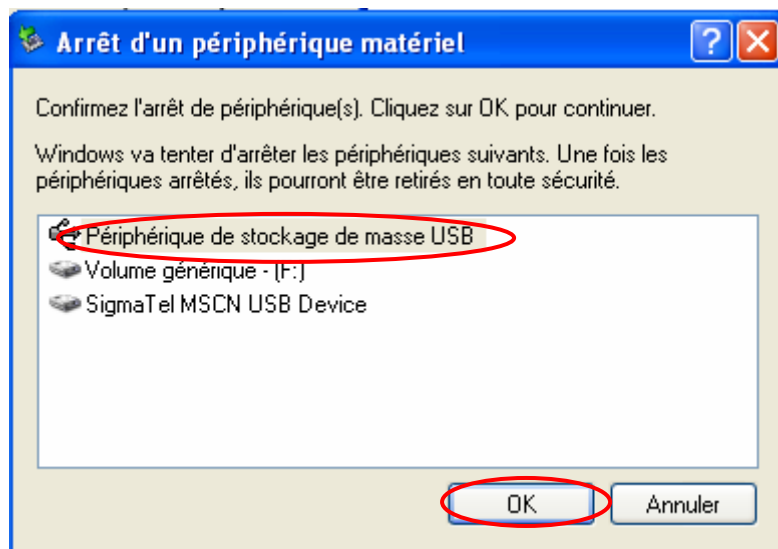 Arrêt d'un périphérique matériel
Confirmez l'arrêt de périphérique(s). Cliquez sur OK pour continuer.
Windows va tenter d'arrêter les périphériques suivants. Une fois les
périphériques arrêtés, ils pourront être retirés en toute sécurité.
Périphérique de stockage de masse USB
Volume générique - (F:)
SigmaTel MSCN USB Device
OK Annuler